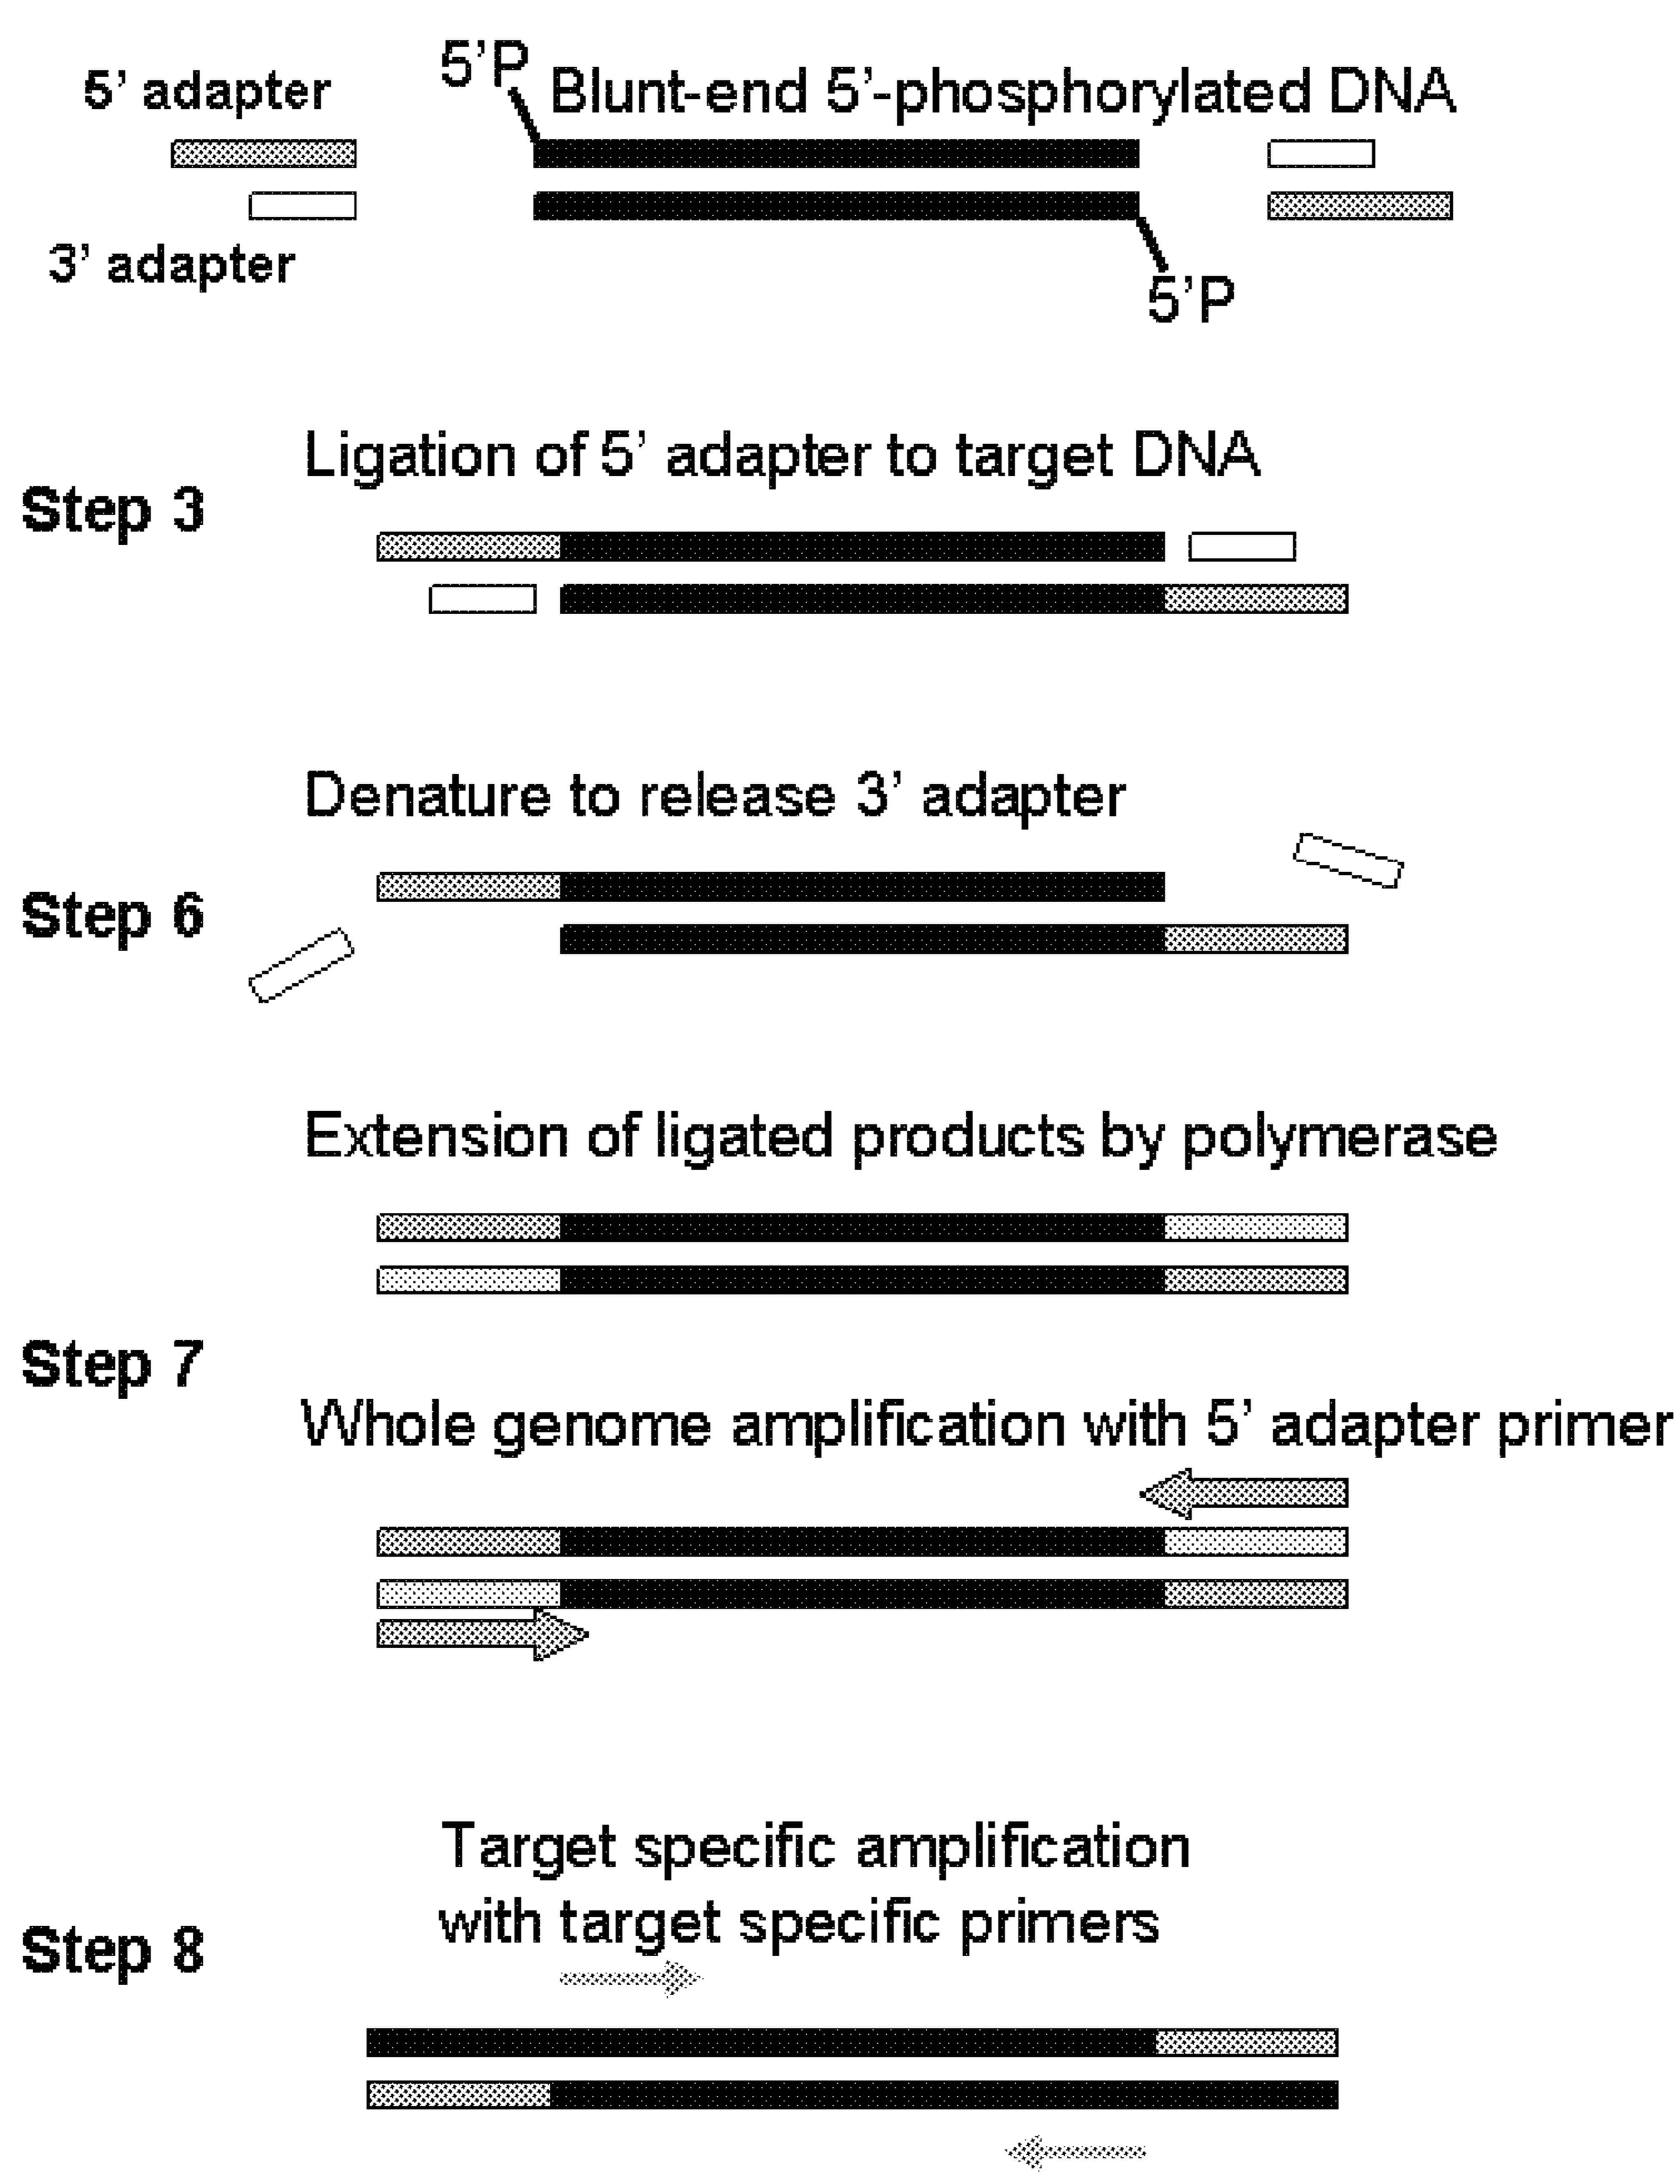 5’P
5’ adapter
Blunt-end 5’-phosphorylated DNA
3’ adapter
5’P
Ligation of 5’ adapter to target DNA
Step 3
Denature to release 3’ adapter
Step 6
Extension of ligated products by polymerase
Step 7
Whole genome amplification with 5’ adapter primer
Target specific amplification
with target specific primers
Step 8